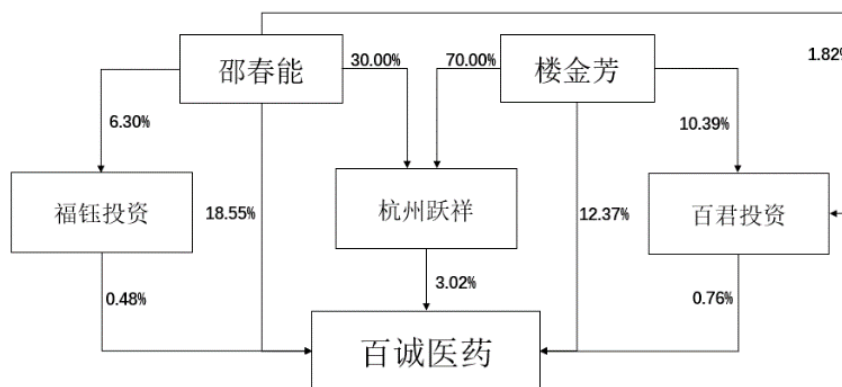 1.82%
邵春能
30.00%
70.00%
楼金芳
6.30%
10.39%
福钰投资
18.55%
杭州跃祥
12.37%
百君投资
0.48%
3.02%
0.76%
百诚医药